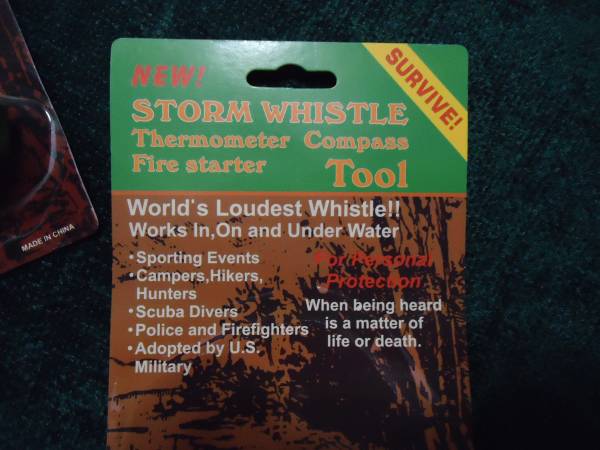 NEW!
SURVIVE!
STORM WHISTLE
Thermometer Compass
Fire starter Tool
World's Loudest Whistle!!
Works In,On and Under Water
•Sporting Events
•Campers,Hikers,
Hunters
•Scuba Divers
•Police and Firefighters
•Adopted by U.S.
Military
For Personal
Protection
When being heard
is a matter of
life or death.
MADE IN CHINA